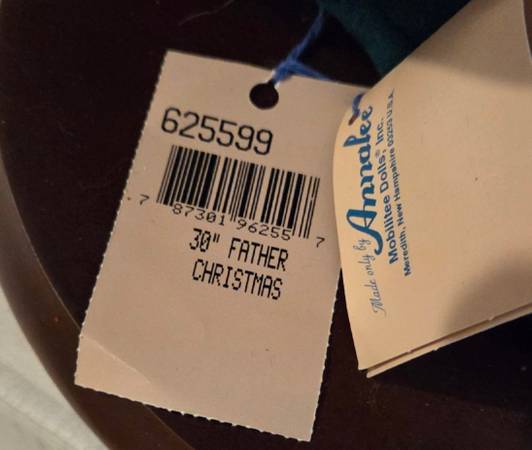 625599
7 87301 96255 7
30" FATHER
CHRISTMAS
Made only by
Annalee
Mobilitee Dolls, Inc.
Meredith, New Hampshire 03253 U.S.A.